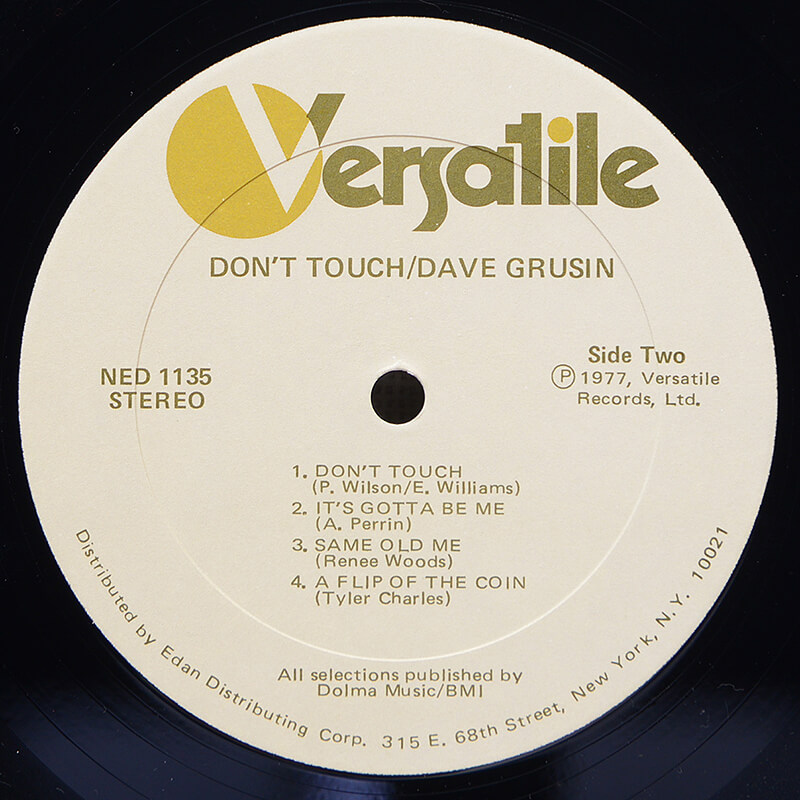 Versatile
DON'T TOUCH/DAVE GRUSIN
NED 1135
STEREO
Side Two
Ⓟ 1977, Versatile
Records, Ltd.
1. DON'T TOUCH
(P. Wilson/E. Williams)
2. IT'S GOTTA BE ME
(A. Perrin)
3. SAME OLD ME
(Renee Woods)
4. A FLIP OF THE COIN
(Tyler Charles)
All selections published by
Dolma Music/BMI
Distributed by Edan Distributing Corp. 315 E. 68th Street, New York, N.Y. 10021